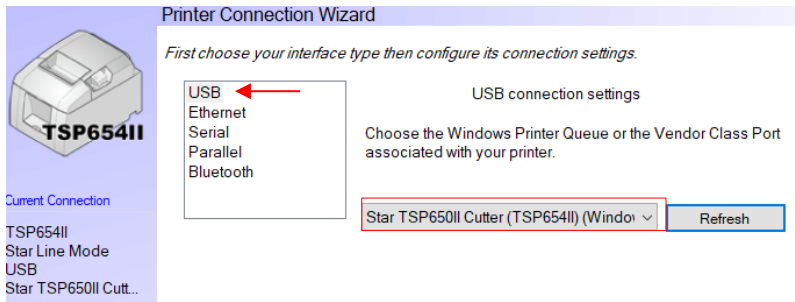 Printer Connection Wizard
First choose your interface type then configure its connection settings.
TSP654II
USB
Ethernet
Serial
Parallel
Bluetooth
USB connection settings
Choose the Windows Printer Queue or the Vendor Class Port
associated with your printer.
Star TSP650II Cutter (TSP654II) (Windov
Refresh
Current Connection
TSP654II
Star Line Mode
USB
Star TSP650II Cutt...